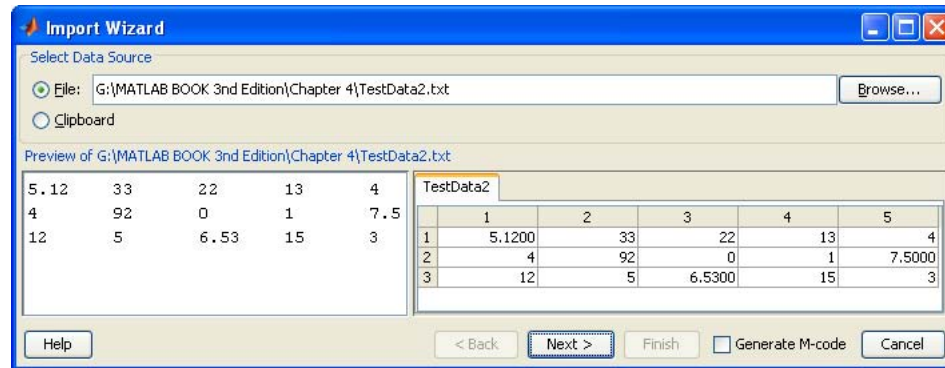 Import Wizard
Select Data Source
File: G:\MATLAB BOOK 3nd Edition\Chapter 4\TestData2.txt Browse...
Clipboard
Preview of G:\MATLAB BOOK 3nd Edition\Chapter 4\TestData2.txt
5.12 33 22 13 4
4 92 0 1 7.5
12 5 6.53 15 3
TestData2
1 2 3 4 5
1 5.1200 33 22 13 4
2 4 92 0 1 7.5000
3 12 5 6.5300 15 3
Help < Back Next > Finish Generate M-code Cancel